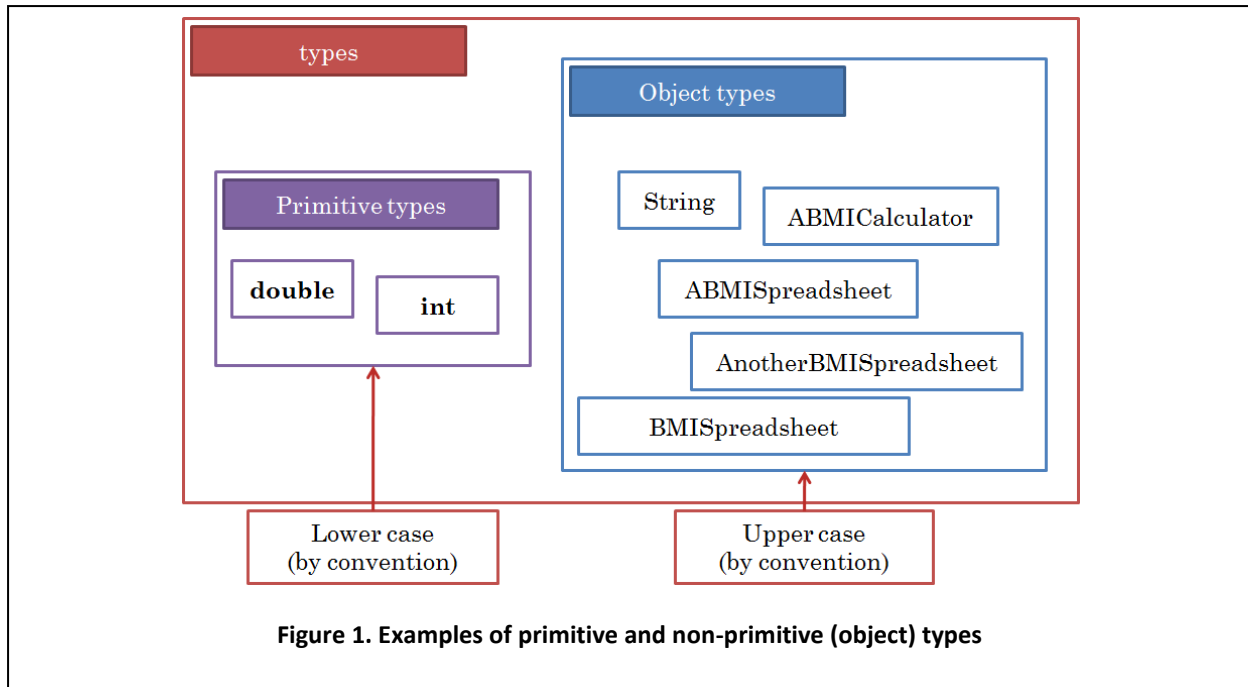 types
Object types
Primitive types
String
ABMICalculator
double
int
ABMISpreadsheet
AnotherBMISpreadsheet
BMISpreadsheet
Lower case
(by convention)
Upper case
(by convention)
Figure 1. Examples of primitive and non-primitive (object) types